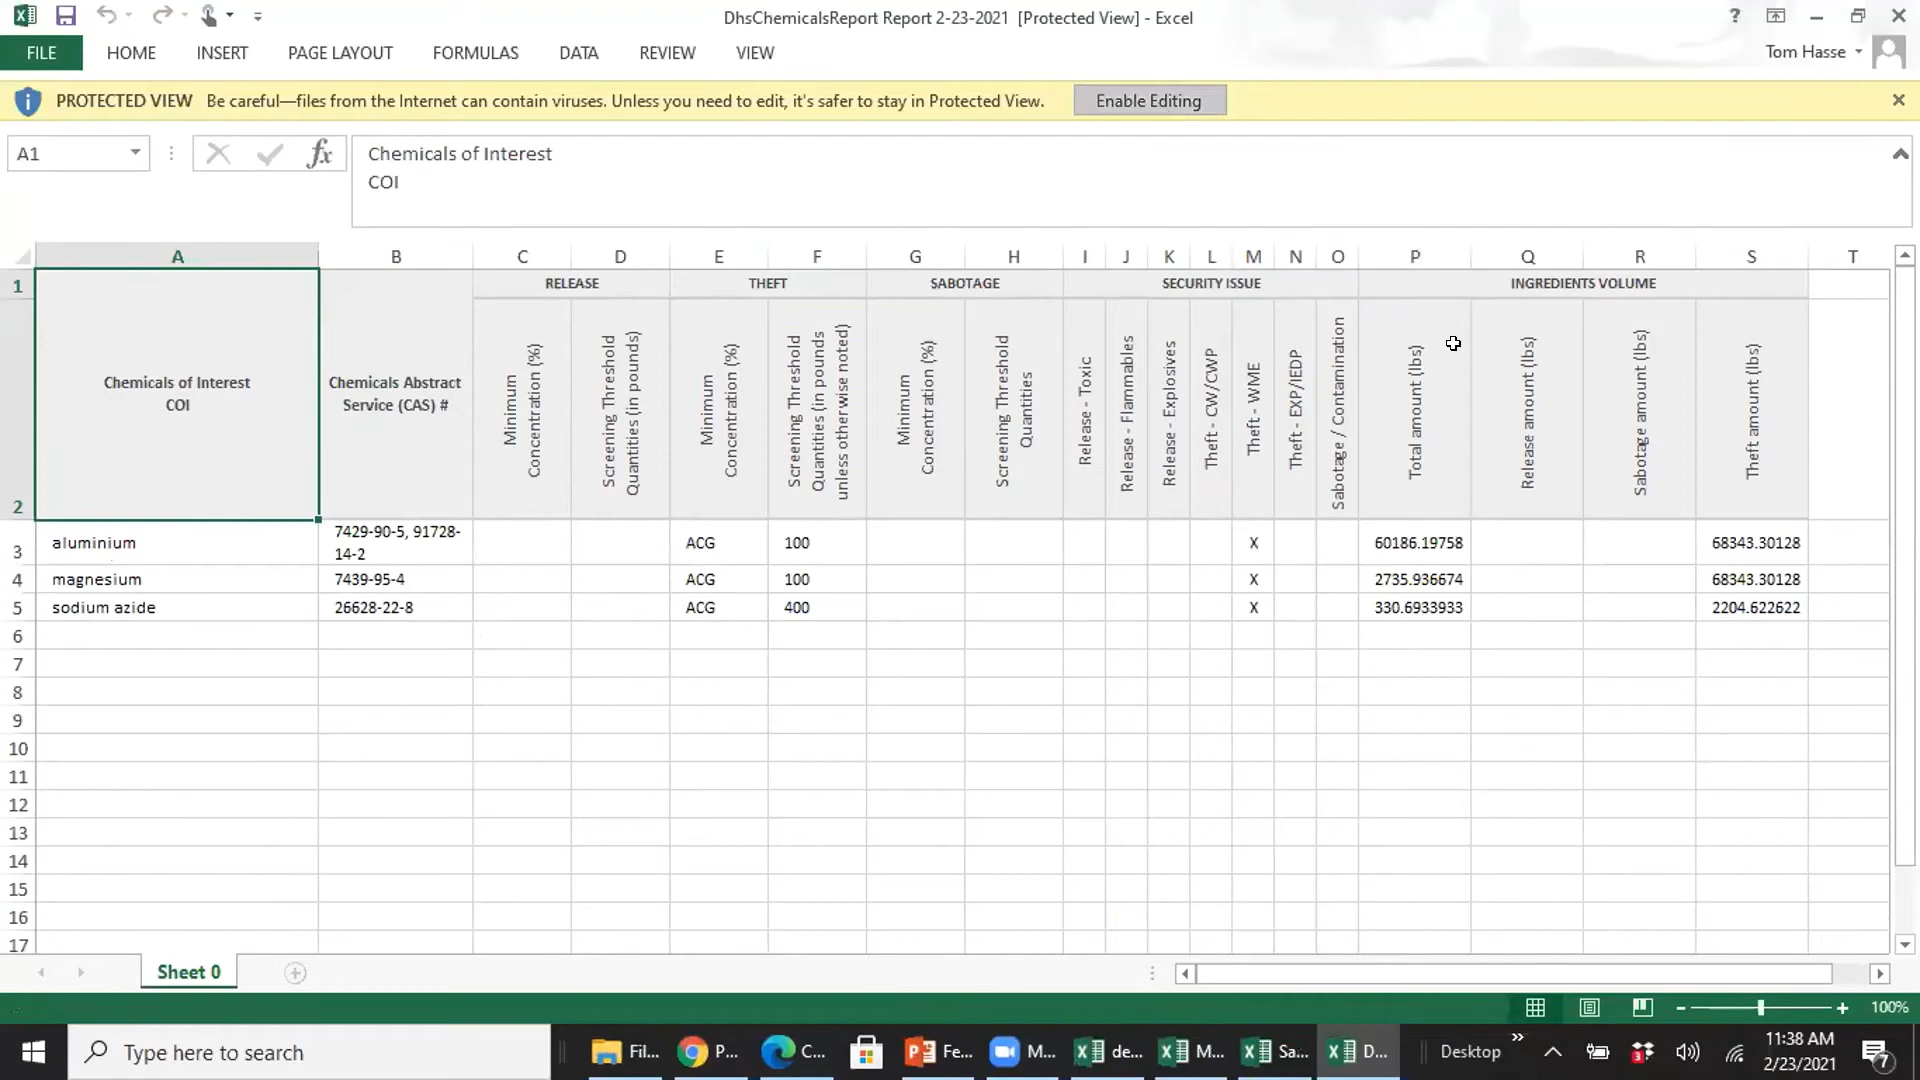 DhsChemicalsReport Report 2-23-2021 [Protected View] - Excel
?
FILE HOME INSERT PAGE LAYOUT FORMULAS DATA REVIEW VIEW
Tom Hasse
PROTECTED VIEW Be careful—files from the Internet can contain viruses. Unless you need to edit, it's safer to stay in Protected View. Enable Editing
A1
fx
Chemicals of Interest
COI
A B C D E F G H I J K L M N O P Q R S T
1
RELEASE THEFT SABOTAGE SECURITY ISSUE INGREDIENTS VOLUME
2
Chemicals of Interest
COI
Chemicals Abstract
Service (CAS) #
Minimum
Concentration (%)
Screening Threshold
Quantities (in pounds)
Minimum
Concentration (%)
Screening Threshold
Quantities (in pounds
unless otherwise noted)
Minimum
Concentration (%)
Screening Threshold
Quantities
Release - Toxic
Release - Flammables
Release - Explosives
Theft - CW/CWP
Theft - WME
Theft - EXP/IEDP
Sabotage / Contamination
Total amount (lbs)
Release amount (lbs)
Sabotage amount (lbs)
Theft amount (lbs)
3 aluminium 7429-90-5, 91728-
14-2 ACG 100 X 60186.19758 68343.30128
4 magnesium 7439-95-4 ACG 100 X 2735.936674 68343.30128
5 sodium azide 26628-22-8 ACG 400 X 330.6933933 2204.622622
6
7
8
9
10
11
12
13
14
15
16
17
Sheet 0
100%
Type here to search
Fil...
P...
C...
Fe...
M...
de...
M...
Sa...
D...
Desktop
11:38 AM
2/23/2021
7